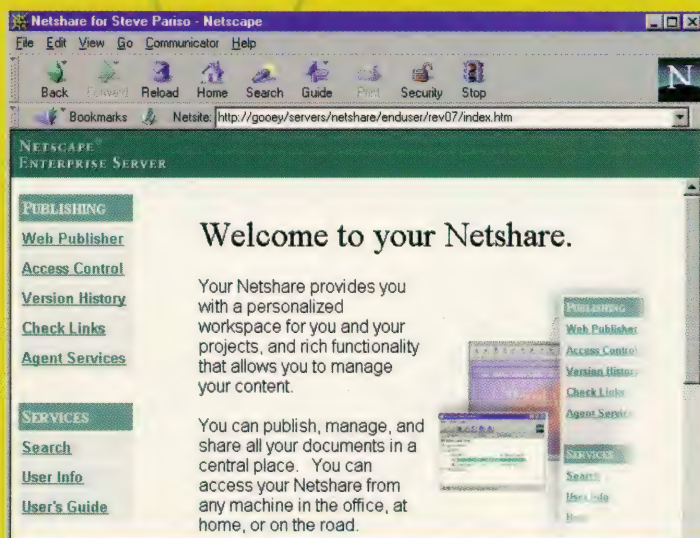 Netshare for Steve Pariso - Netscape
File Edit View Go Communicator Help
Back Forward Reload Home Search Guide Print Security Stop
N
Bookmarks Netsite: http://gooey/servers/netshare/enduser/rev07/index.htm
NETSCAPE®
ENTERPRISE SERVER
PUBLISHING
Web Publisher
Access Control
Version History
Check Links
Agent Services
SERVICES
Search
User Info
User's Guide
Welcome to your Netshare.
Your Netshare provides you
with a personalized
workspace for you and your
projects, and rich functionality
that allows you to manage
your content.
You can publish, manage, and
share all your documents in a
central place. You can
access your Netshare from
any machine in the office, at
home, or on the road.
PUBLISHING
Web Publisher
Access Control
Version History
Check Links
Agent Service
SERVICES
Search
User Info